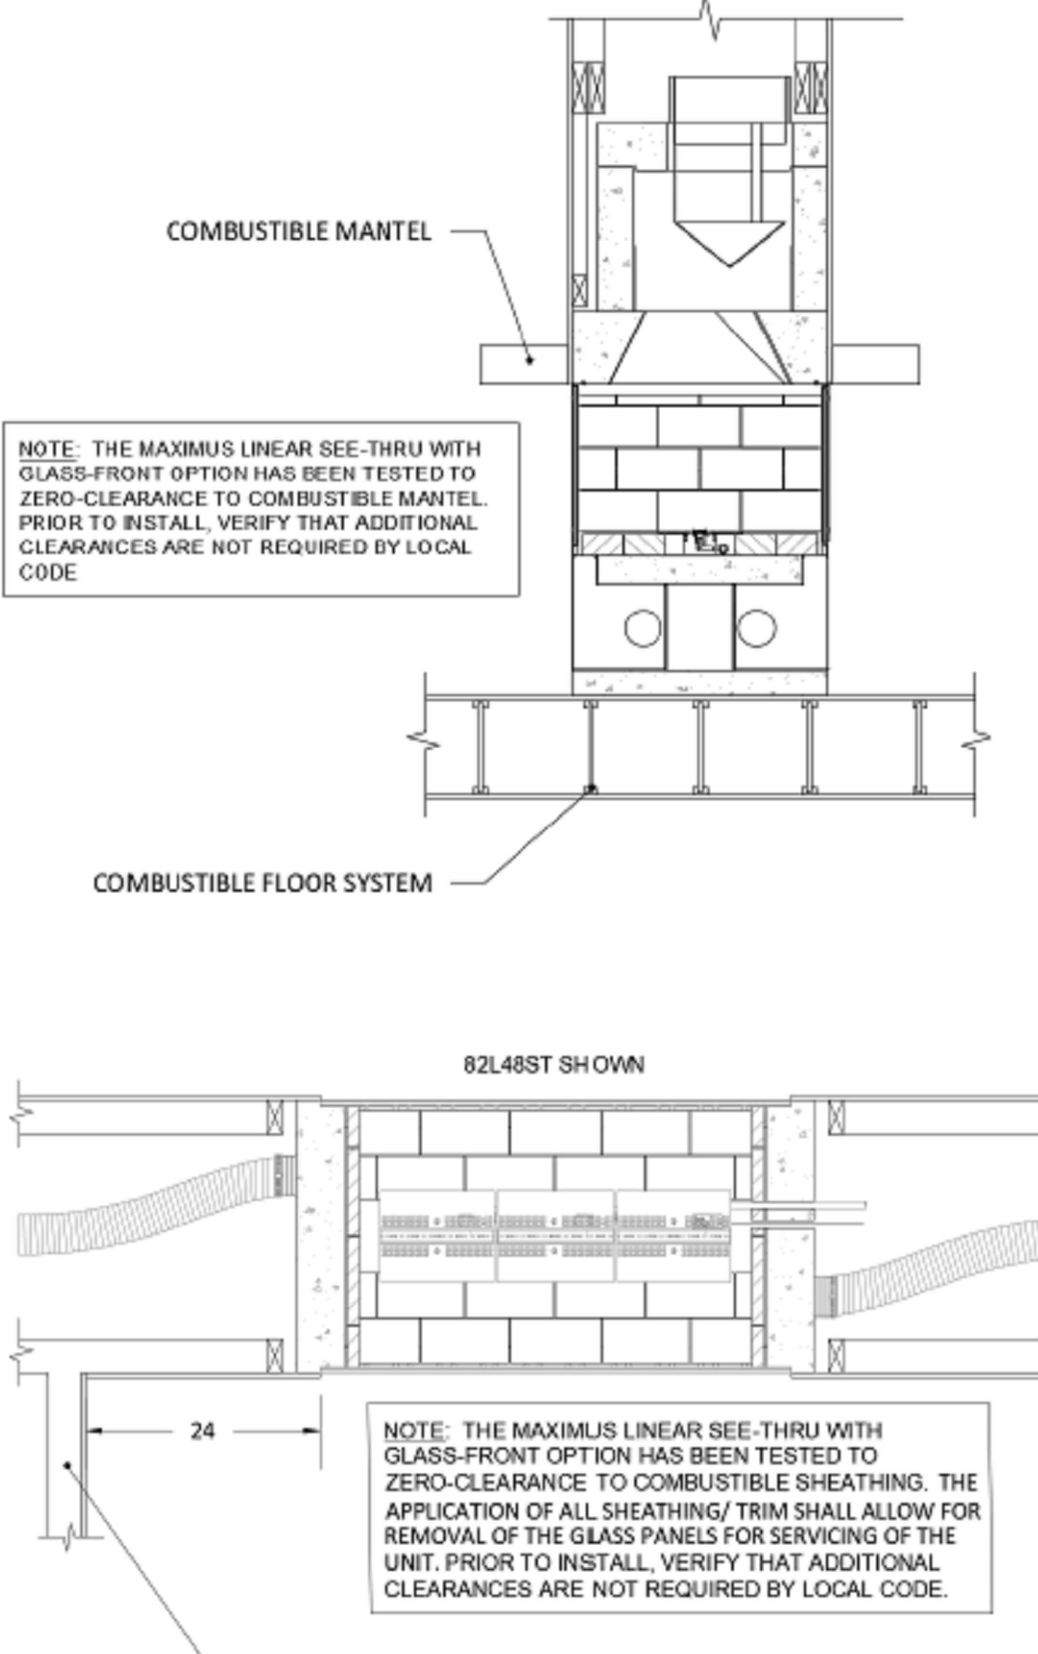 COMBUSTIBLE MANTEL
NOTE: THE MAXIMUS LINEAR SEE-THRU WITH
GLASS-FRONT OPTION HAS BEEN TESTED TO
ZERO-CLEARANCE TO COMBUSTIBLE MANTEL.
PRIOR TO INSTALL, VERIFY THAT ADDITIONAL
CLEARANCES ARE NOT REQUIRED BY LOCAL
CODE
COMBUSTIBLE FLOOR SYSTEM
82L48ST SHOWN
24
NOTE: THE MAXIMUS LINEAR SEE-THRU WITH
GLASS-FRONT OPTION HAS BEEN TESTED TO
ZERO-CLEARANCE TO COMBUSTIBLE SHEATHING. THE
APPLICATION OF ALL SHEATHING/ TRIM SHALL ALLOW FOR
REMOVAL OF THE GLASS PANELS FOR SERVICING OF THE
UNIT. PRIOR TO INSTALL, VERIFY THAT ADDITIONAL
CLEARANCES ARE NOT REQUIRED BY LOCAL CODE.